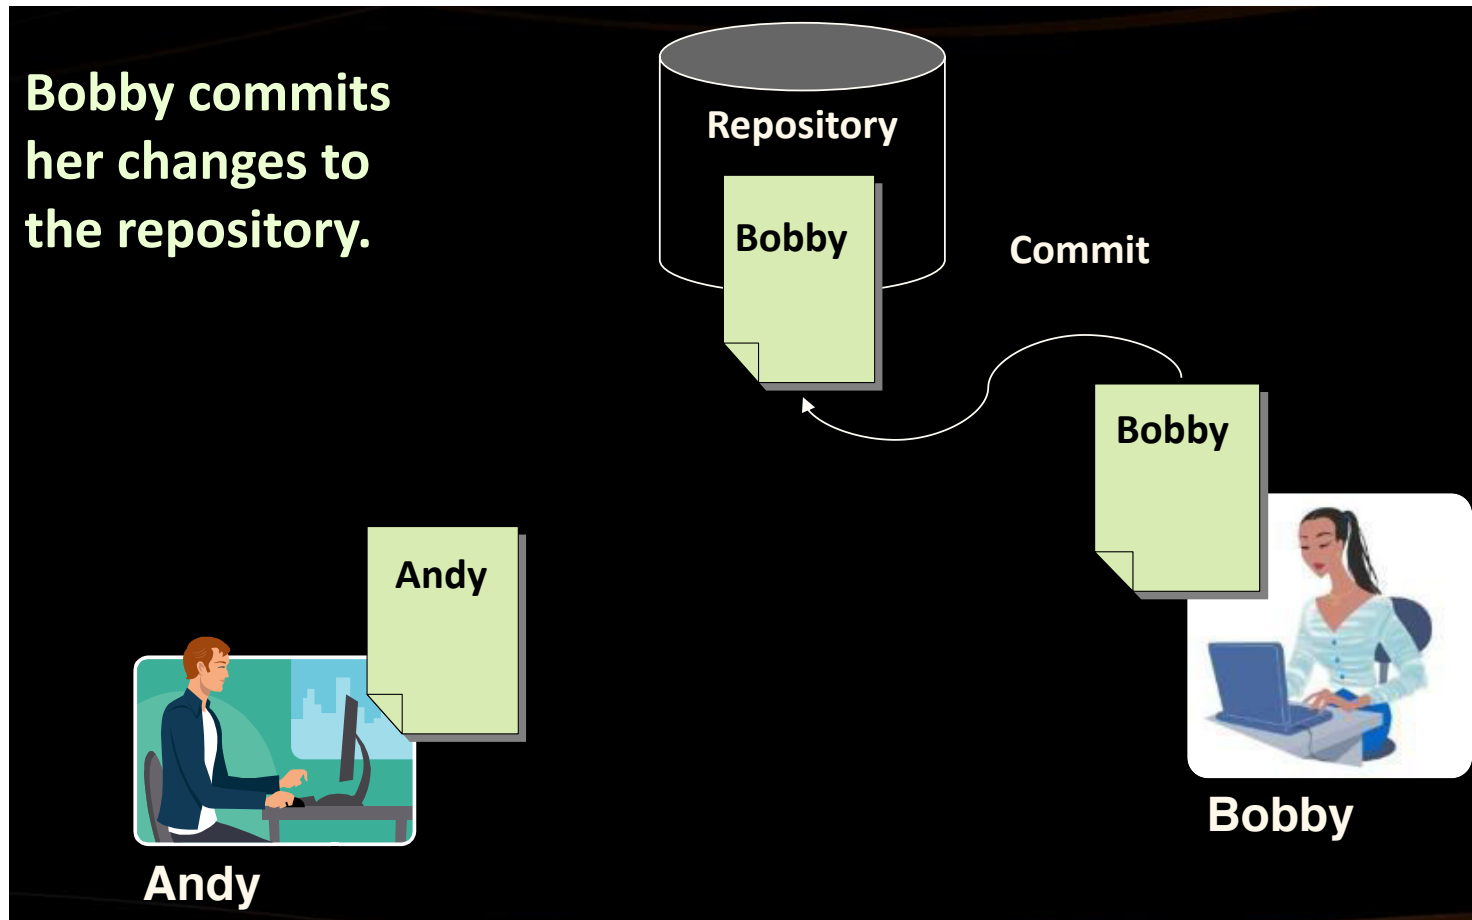 Bobby commits
her changes to
the repository.
Repository
Bobby
Commit
Bobby
Andy
Bobby
Andy